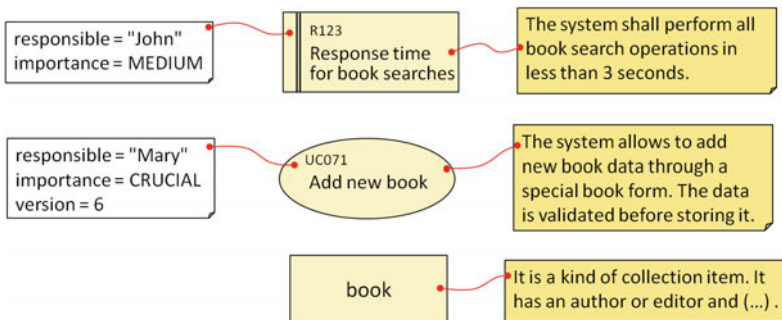 responsible = "John"
importance = MEDIUM
R123
Response time
for book searches
The system shall perform all
book search operations in
less than 3 seconds.
responsible = "Mary"
importance = CRUCIAL
version = 6
UC071
Add new book
The system allows to add
new book data through a
special book form. The data
is validated before storing it.
book
It is a kind of collection item. It
has an author or editor and (...) .